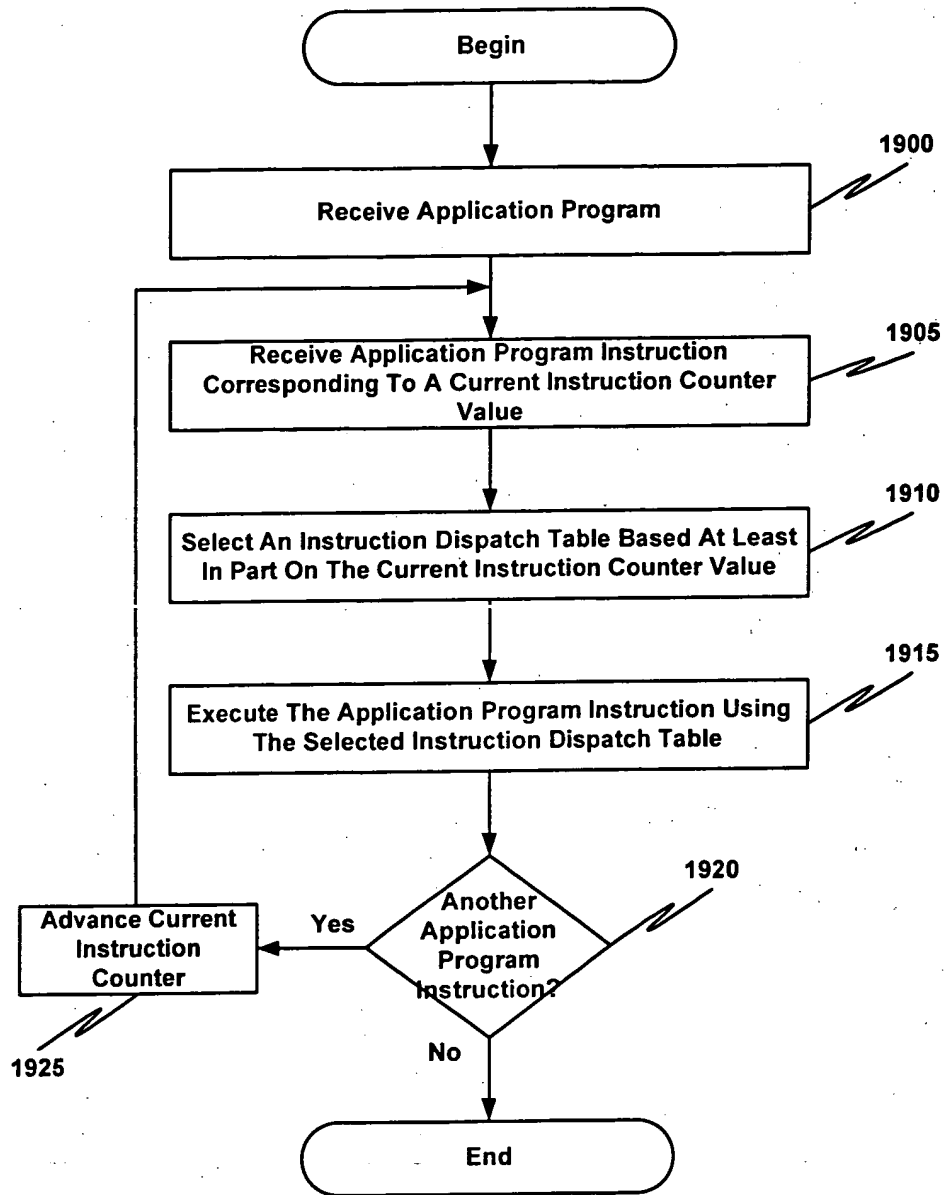 Begin
1900
Receive Application Program
1905
Receive Application Program Instruction
Corresponding To A Current Instruction Counter
Value
1910
Select An Instruction Dispatch Table Based At Least
In Part On The Current Instruction Counter Value
1915
Execute The Application Program Instruction Using
The Selected Instruction Dispatch Table
1920
Another
Application
Program
Instruction?
Yes
Advance Current
Instruction
Counter
1925
No
End